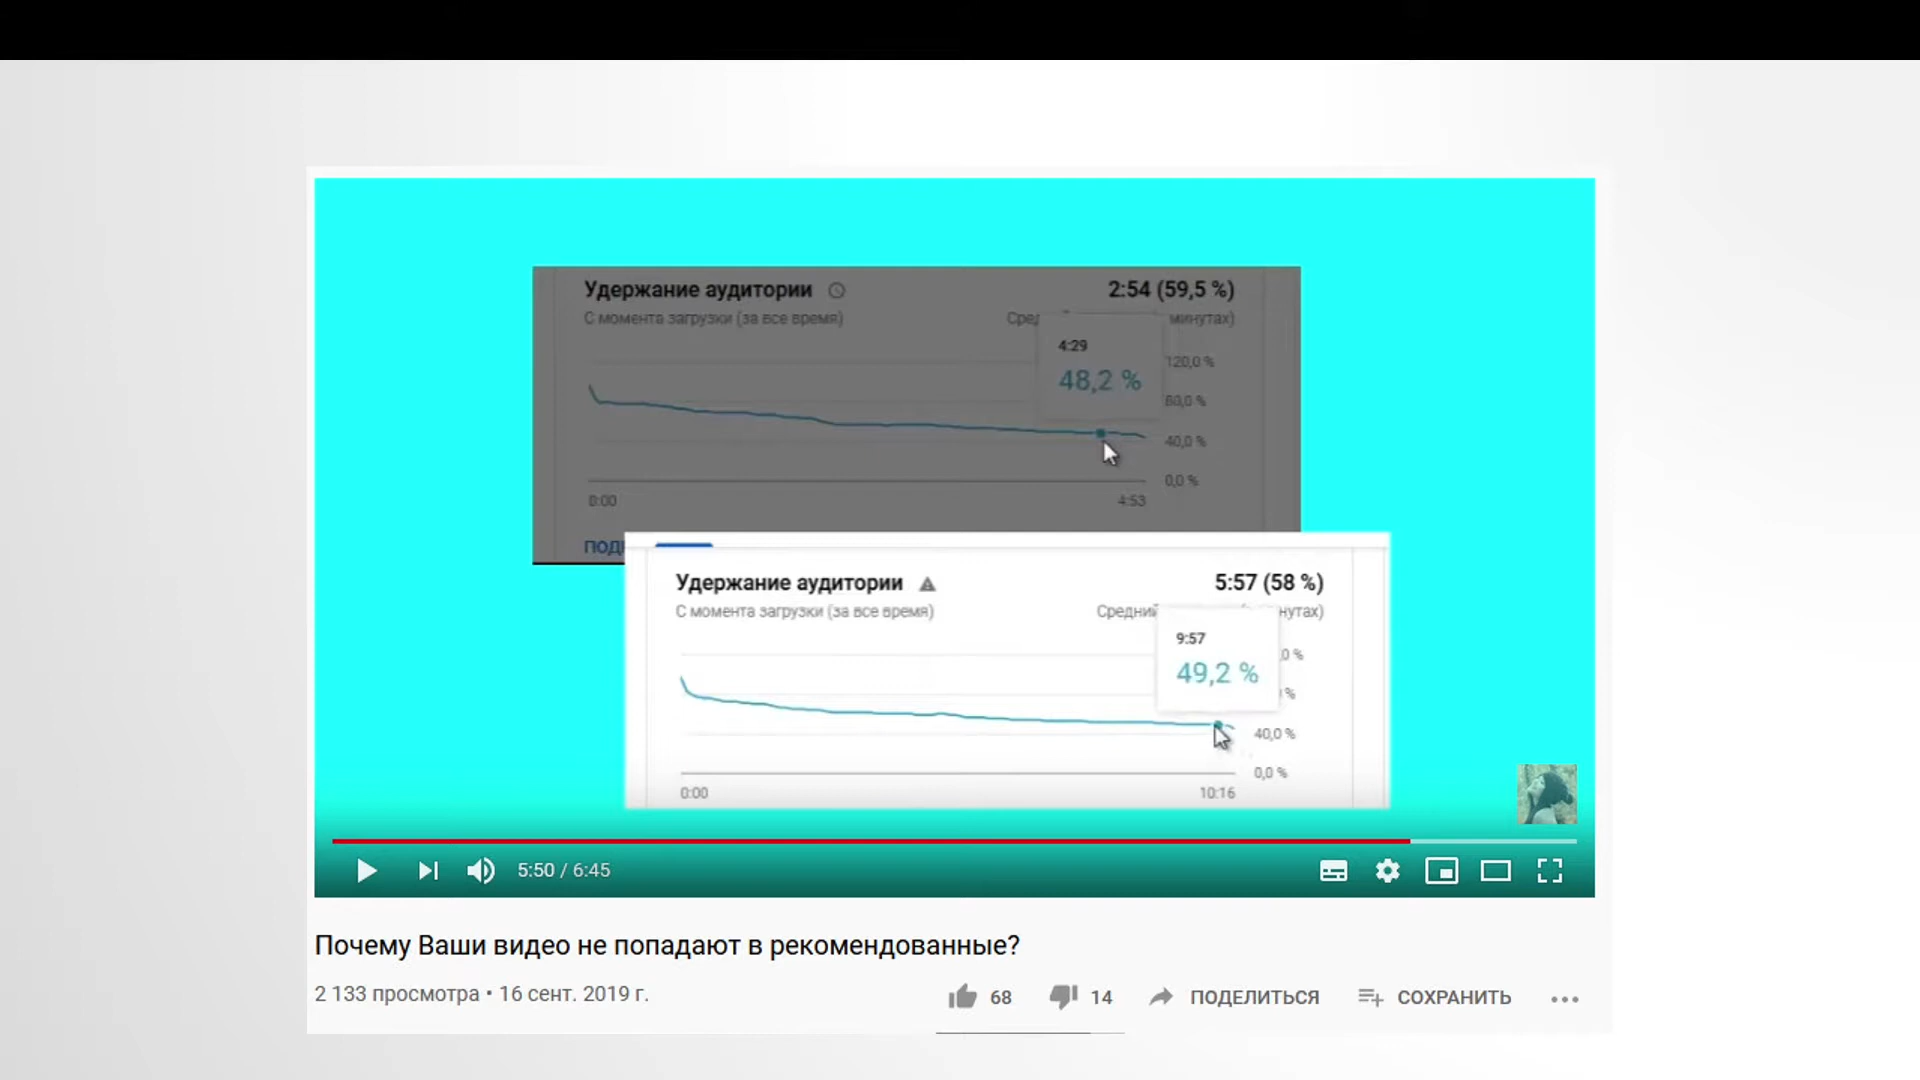 Удержание аудитории
2:54 (59,5 %)
С момента загрузки (за все время)
минутах)
4:29
48,2 %
120,0 %
80,0 %
40,0 %
0,0 %
4:53
Удержание аудитории
5:57 (58 %)
С момента загрузки (за все время)
Средний
9:57
49,2 %
40,0 %
0,0 %
0:00
10:16
5:50 / 6:45
Почему Ваши видео не попадают в рекомендованные?
2 133 просмотра • 16 сент. 2019 г.
68
14
ПОДЕЛИТЬСЯ
СОХРАНИТЬ